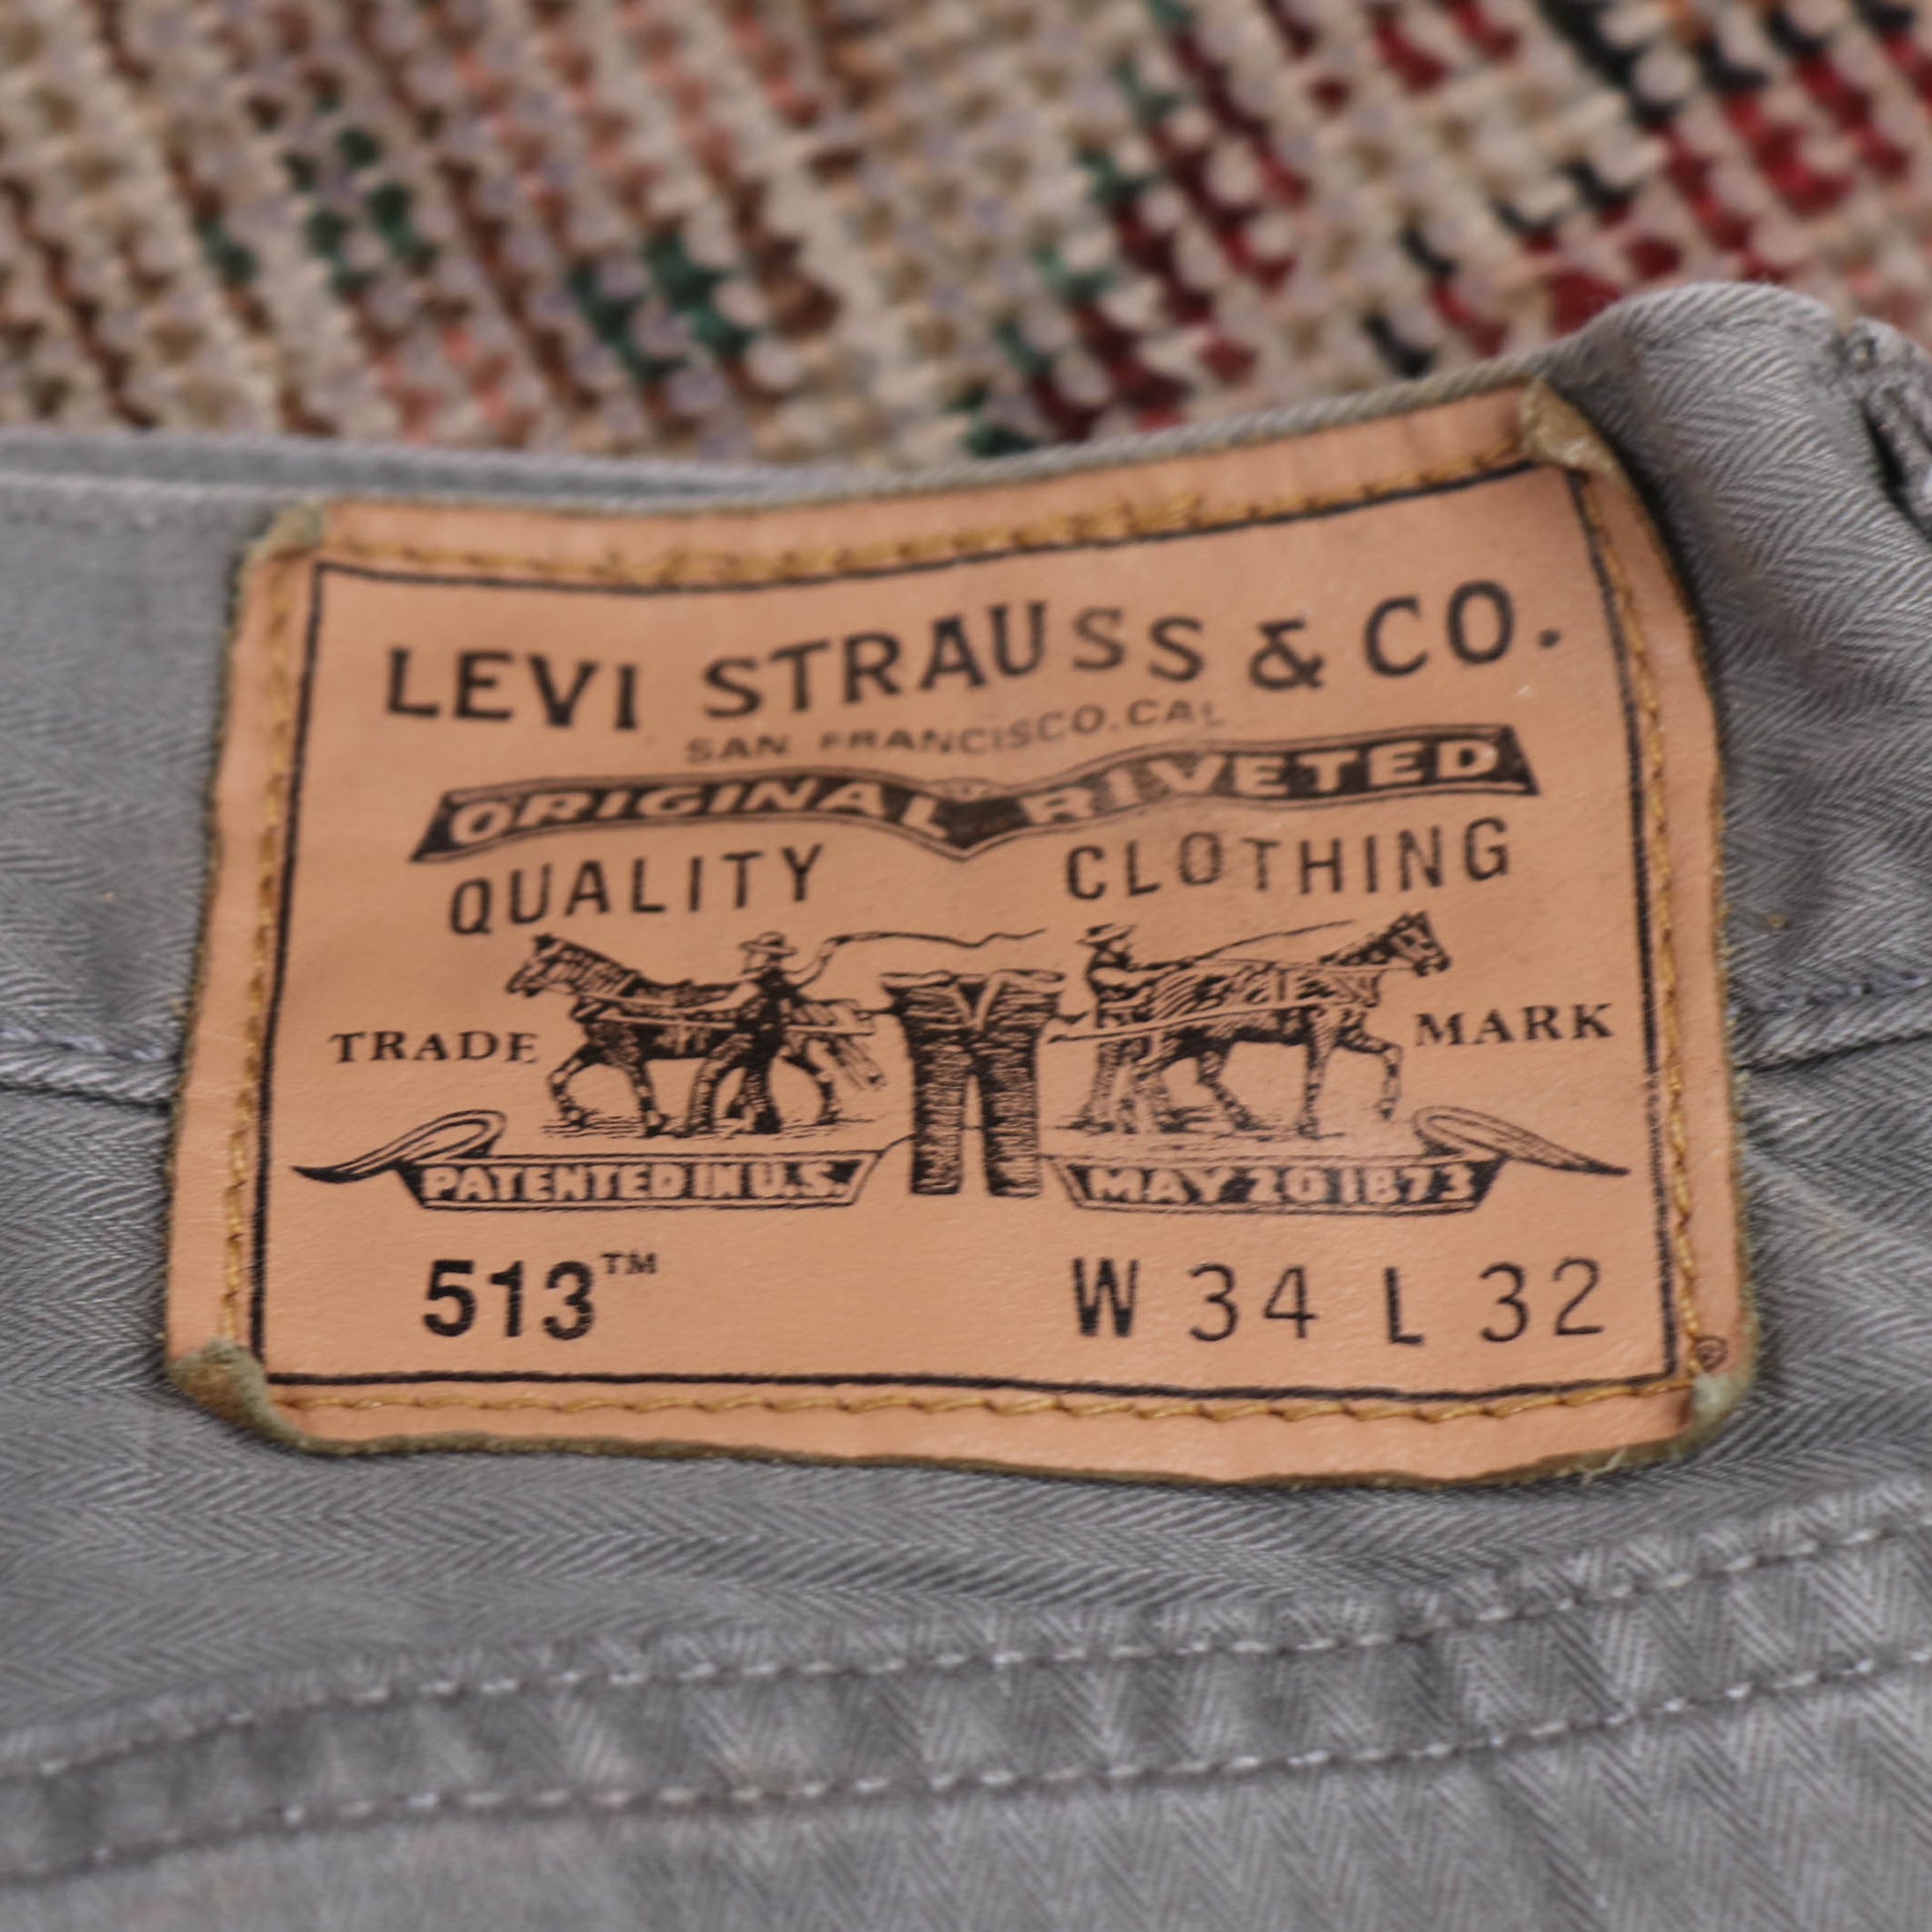 LEVI STRAUSS & CO.
SAN FRANCISCO.CAL
ORIGINAL RIVETED
QUALITY CLOTHING
TRADE MARK
PATENTED IN U.S. MAY 20 1873
513™ W 34 L 32
®